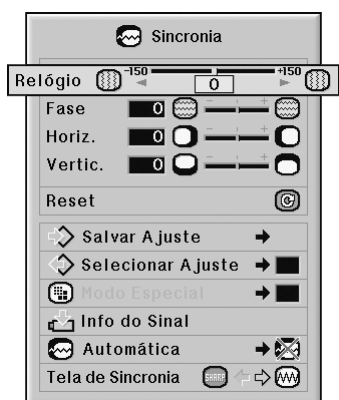 Sincronia
Relógio -150 0 +150
Fase 0 - +
Horiz. 0 - +
Vertic. 0 - +
Reset
Salvar Ajuste
Selecionar Ajuste
Modo Especial
Info do Sinal
Automática
Tela de Sincronia SHARP